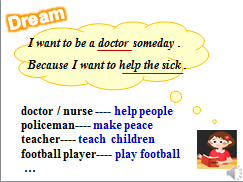 Dream
I want to be a doctor someday .
Because I want to help the sick .
doctor / nurse ---- help people
policeman---- make peace
teacher---- teach children
football player---- play football
...